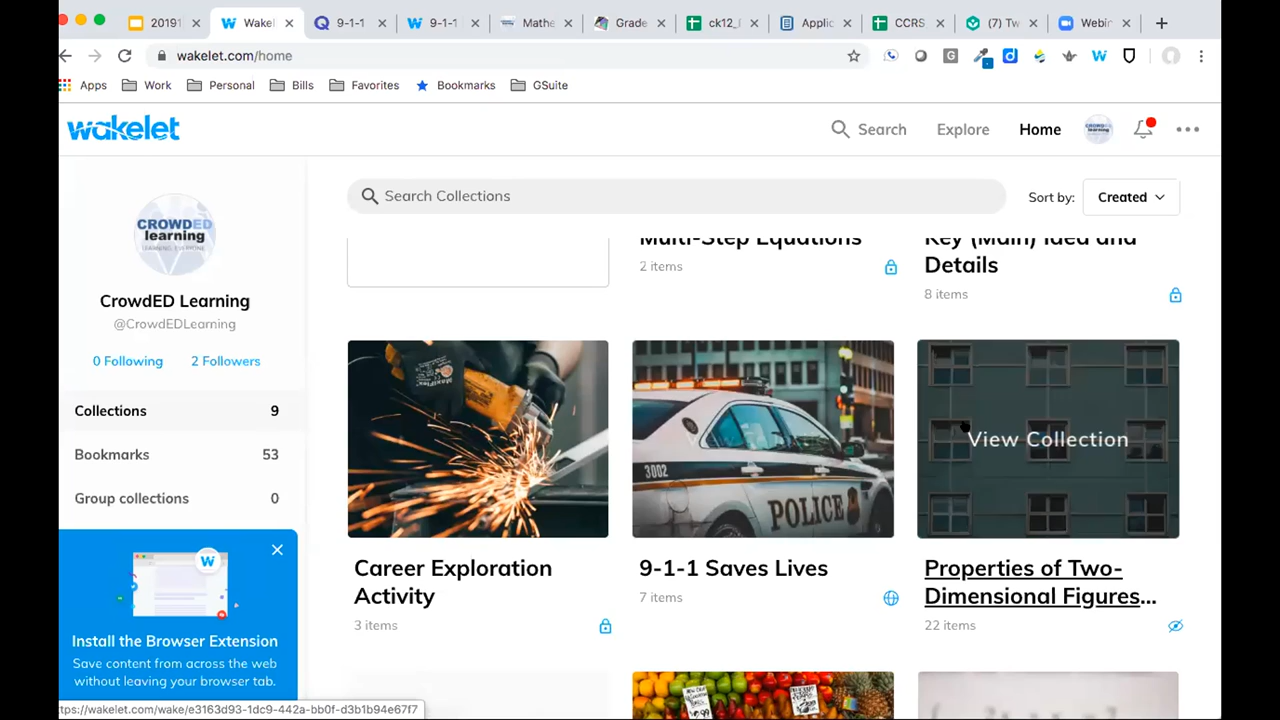 20191
Wakel
9-1-1
9-1-1
Mathe
Grade
ck12_
Applic
CCRS
(7) Tw
Webin
wakelet.com/home
Apps
Work
Personal
Bills
Favorites
Bookmarks
GSuite
wakelet
Search
Explore
Home
CROWDED
learning
CrowdED Learning
@CrowdEDLearning
0 Following
2 Followers
Collections 9
Bookmarks 53
Group collections 0
Install the Browser Extension
Save content from across the web
without leaving your browser tab.
Search Collections
Sort by:
Created
Multi-Step Equations
2 items
Key (Main) Idea and
Details
8 items
3002
POLICE
View Collection
Career Exploration
Activity
3 items
9-1-1 Saves Lives
7 items
Properties of Two-
Dimensional Figures...
22 items
ttps://wakelet.com/wake/e3163d93-1dc9-442a-bb0f-d3b1b94e67f7